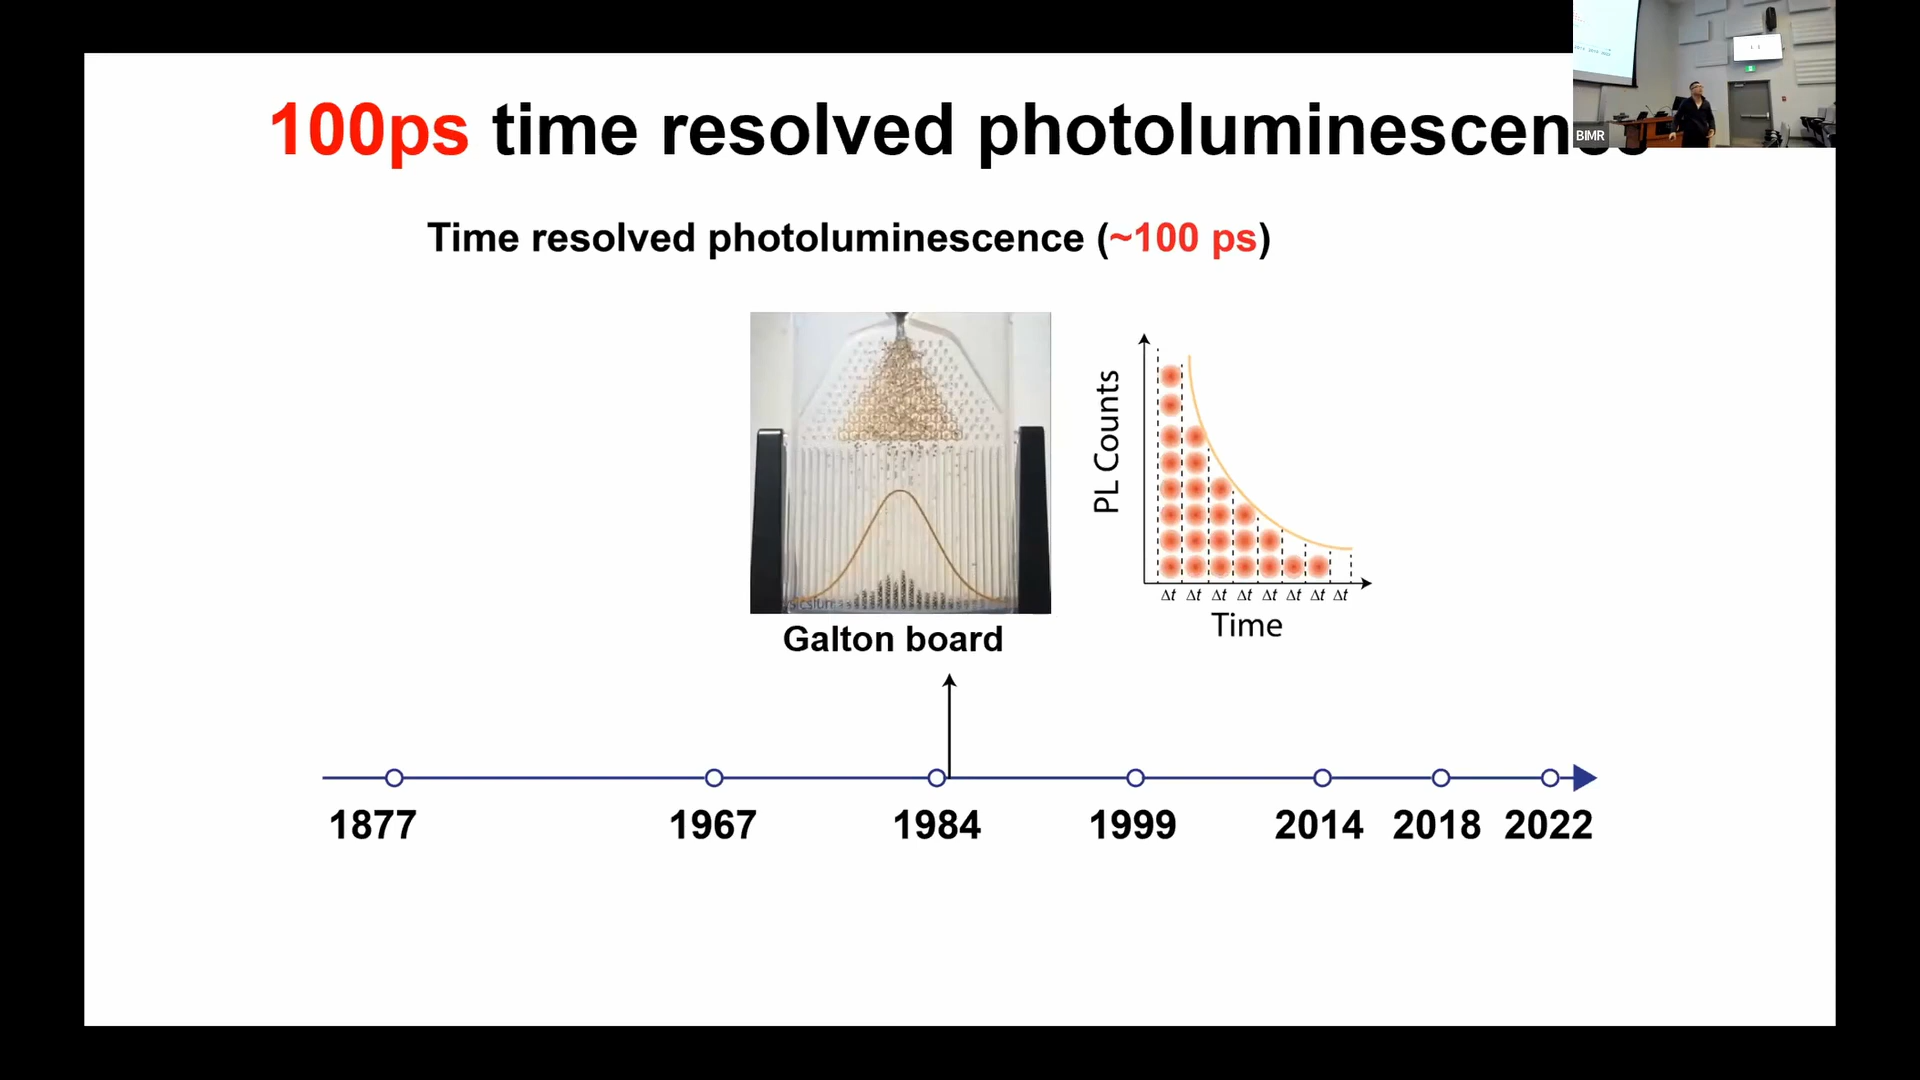 100ps time resolved photoluminescence
BIMR
Time resolved photoluminescence (~100 ps)
PL Counts
Δt Δt Δt Δt Δt Δt Δt Δt
Time
Galton board
1877 1967 1984 1999 2014 2018 2022